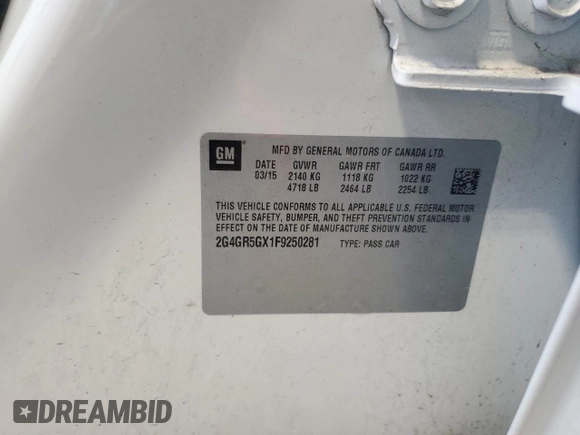 GM
MFD BY GENERAL MOTORS OF CANADA LTD.
DATE GVWR GAWR FRT GAWR RR
03/15 2140 KG 1118 KG 1022 KG
4718 LB 2464 LB 2254 LB
THIS VEHICLE CONFORMS TO ALL APPLICABLE U.S. FEDERAL MOTOR
VEHICLE SAFETY, BUMPER, AND THEFT PREVENTION STANDARDS IN
EFFECT ON THE DATE OF MANUFACTURE SHOWN ABOVE.
2G4GR5GX1F9250281 TYPE: PASS CAR
DREAMBID